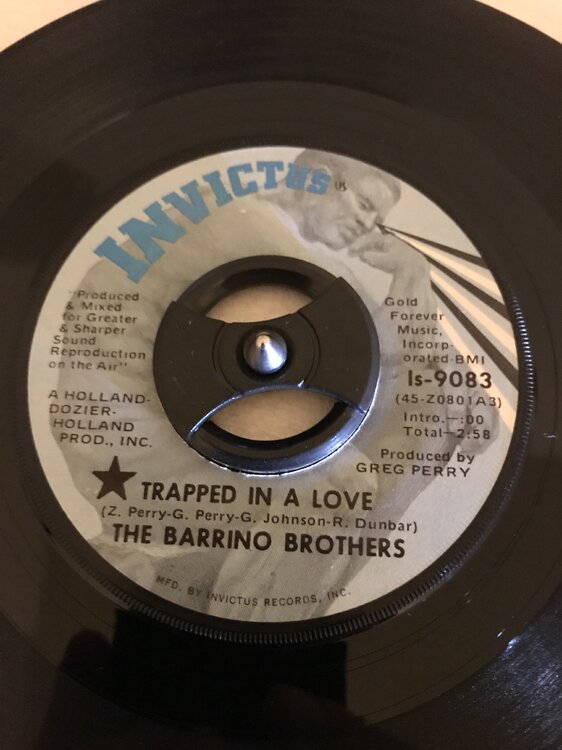 INVICTUS®
"Produced
& Mixed
for Greater
& Sharper
Sound
Reproduction
on the Air"
A HOLLAND-
DOZIER-
HOLLAND
PROD., INC.
Gold
Forever
Music,
Incorp-
orated-BMI
Is-9083
(45-Z0801A3)
Intro.—:00
Total—2:58
Produced by
GREG PERRY
★ TRAPPED IN A LOVE
(Z. Perry-G. Perry-G. Johnson-R. Dunbar)
THE BARRINO BROTHERS
MFD. BY INVICTUS RECORDS, INC.